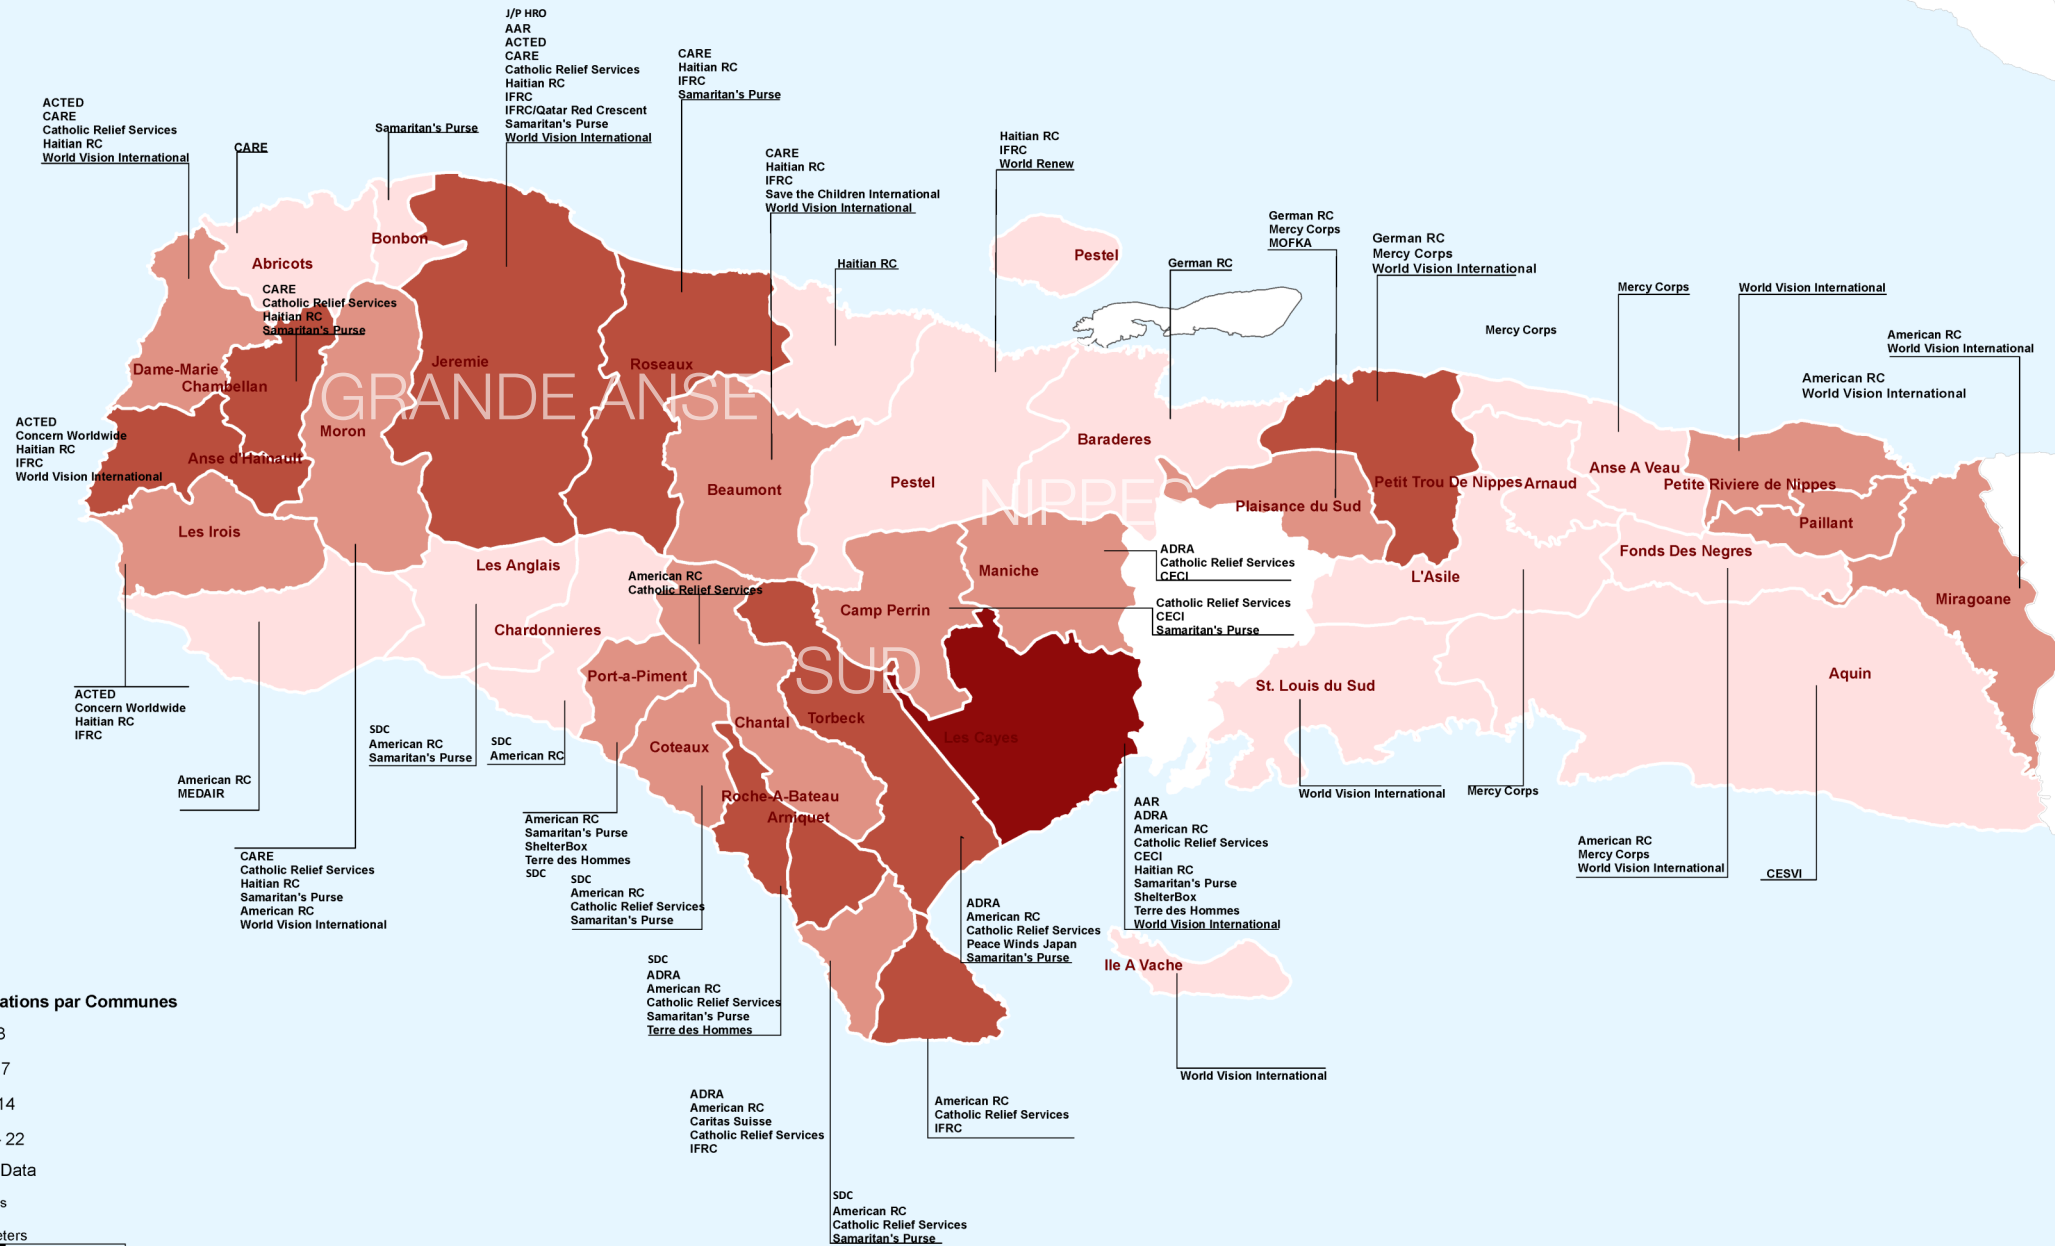 J/P HRO
AAR
ACTED
CARE
Catholic Relief Services
Haitian RC
IFRC
IFRC/Qatar Red Crescent
Samaritan's Purse
World Vision International
CARE
Haitian RC
IFRC
Samaritan's Purse
ACTED
CARE
Catholic Relief Services
Haitian RC
World Vision International
CARE
Samaritan's Purse
CARE
Haitian RC
IFRC
Save the Children International
World Vision International
Haitian RC
IFRC
World Renew
Haitian RC
German RC
German RC
Mercy Corps
MOFKA
German RC
Mercy Corps
World Vision International
Mercy Corps
Mercy Corps
World Vision International
American RC
World Vision International
American RC
World Vision International
Bonbon
Abricots
Pestel
CARE
Catholic Relief Services
Haitian RC
Samaritan's Purse
Dame-Marie
Chambellan
Jeremie
Roseaux
GRANDE ANSE
Moron
Baraderes
ACTED
Concern Worldwide
Haitian RC
IFRC
World Vision International
Anse d'Hainault
Beaumont
Pestel
NIPPES
Plaisance du Sud
Petit Trou De Nippes
Arnaud
Anse A Veau
Petite Riviere de Nippes
Paillant
Les Irois
Les Anglais
Maniche
ADRA
Catholic Relief Services
CECI
L'Asile
Fonds Des Negres
Miragoane
American RC
Catholic Relief Services
Camp Perrin
Catholic Relief Services
CECI
Samaritan's Purse
Chardonnieres
Port-a-Piment
SUD
St. Louis du Sud
Aquin
Chantal
Torbeck
Coteaux
Les Cayes
Roche-A-Bateau
Arniquet
ACTED
Concern Worldwide
Haitian RC
IFRC
American RC
MEDAIR
SDC
American RC
Samaritan's Purse
SDC
American RC
World Vision International
Mercy Corps
American RC
Samaritan's Purse
ShelterBox
Terre des Hommes
SDC
SDC
American RC
Catholic Relief Services
Samaritan's Purse
AAR
ADRA
American RC
Catholic Relief Services
CECI
Haitian RC
Samaritan's Purse
ShelterBox
Terre des Hommes
World Vision International
American RC
Mercy Corps
World Vision International
CESVI
CARE
Catholic Relief Services
Haitian RC
Samaritan's Purse
American RC
World Vision International
ADRA
American RC
Catholic Relief Services
Peace Winds Japan
Samaritan's Purse
Ile A Vache
SDC
ADRA
American RC
Catholic Relief Services
Samaritan's Purse
Terre des Hommes
World Vision International
ADRA
American RC
Caritas Suisse
Catholic Relief Services
IFRC
American RC
Catholic Relief Services
IFRC
SDC
American RC
Catholic Relief Services
Samaritan's Purse
ations par Communes
3
7
14
- 22
Data
s
eters